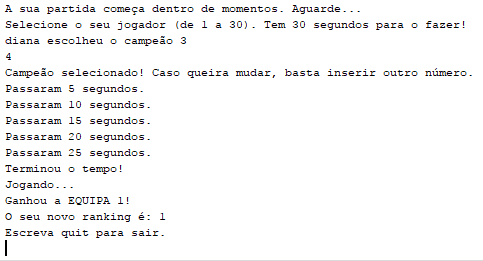 A sua partida começa dentro de momentos. Aguarde...
Selecione o seu jogador (de 1 a 30). Tem 30 segundos para o fazer!
diana escolheu o campeão 3
4
Campeão selecionado! Caso queira mudar, basta inserir outro número.
Passaram 5 segundos.
Passaram 10 segundos.
Passaram 15 segundos.
Passaram 20 segundos.
Passaram 25 segundos.
Terminou o tempo!
Jogando...
Ganhou a EQUIPA 1!
O seu novo ranking é: 1
Escreva quit para sair.